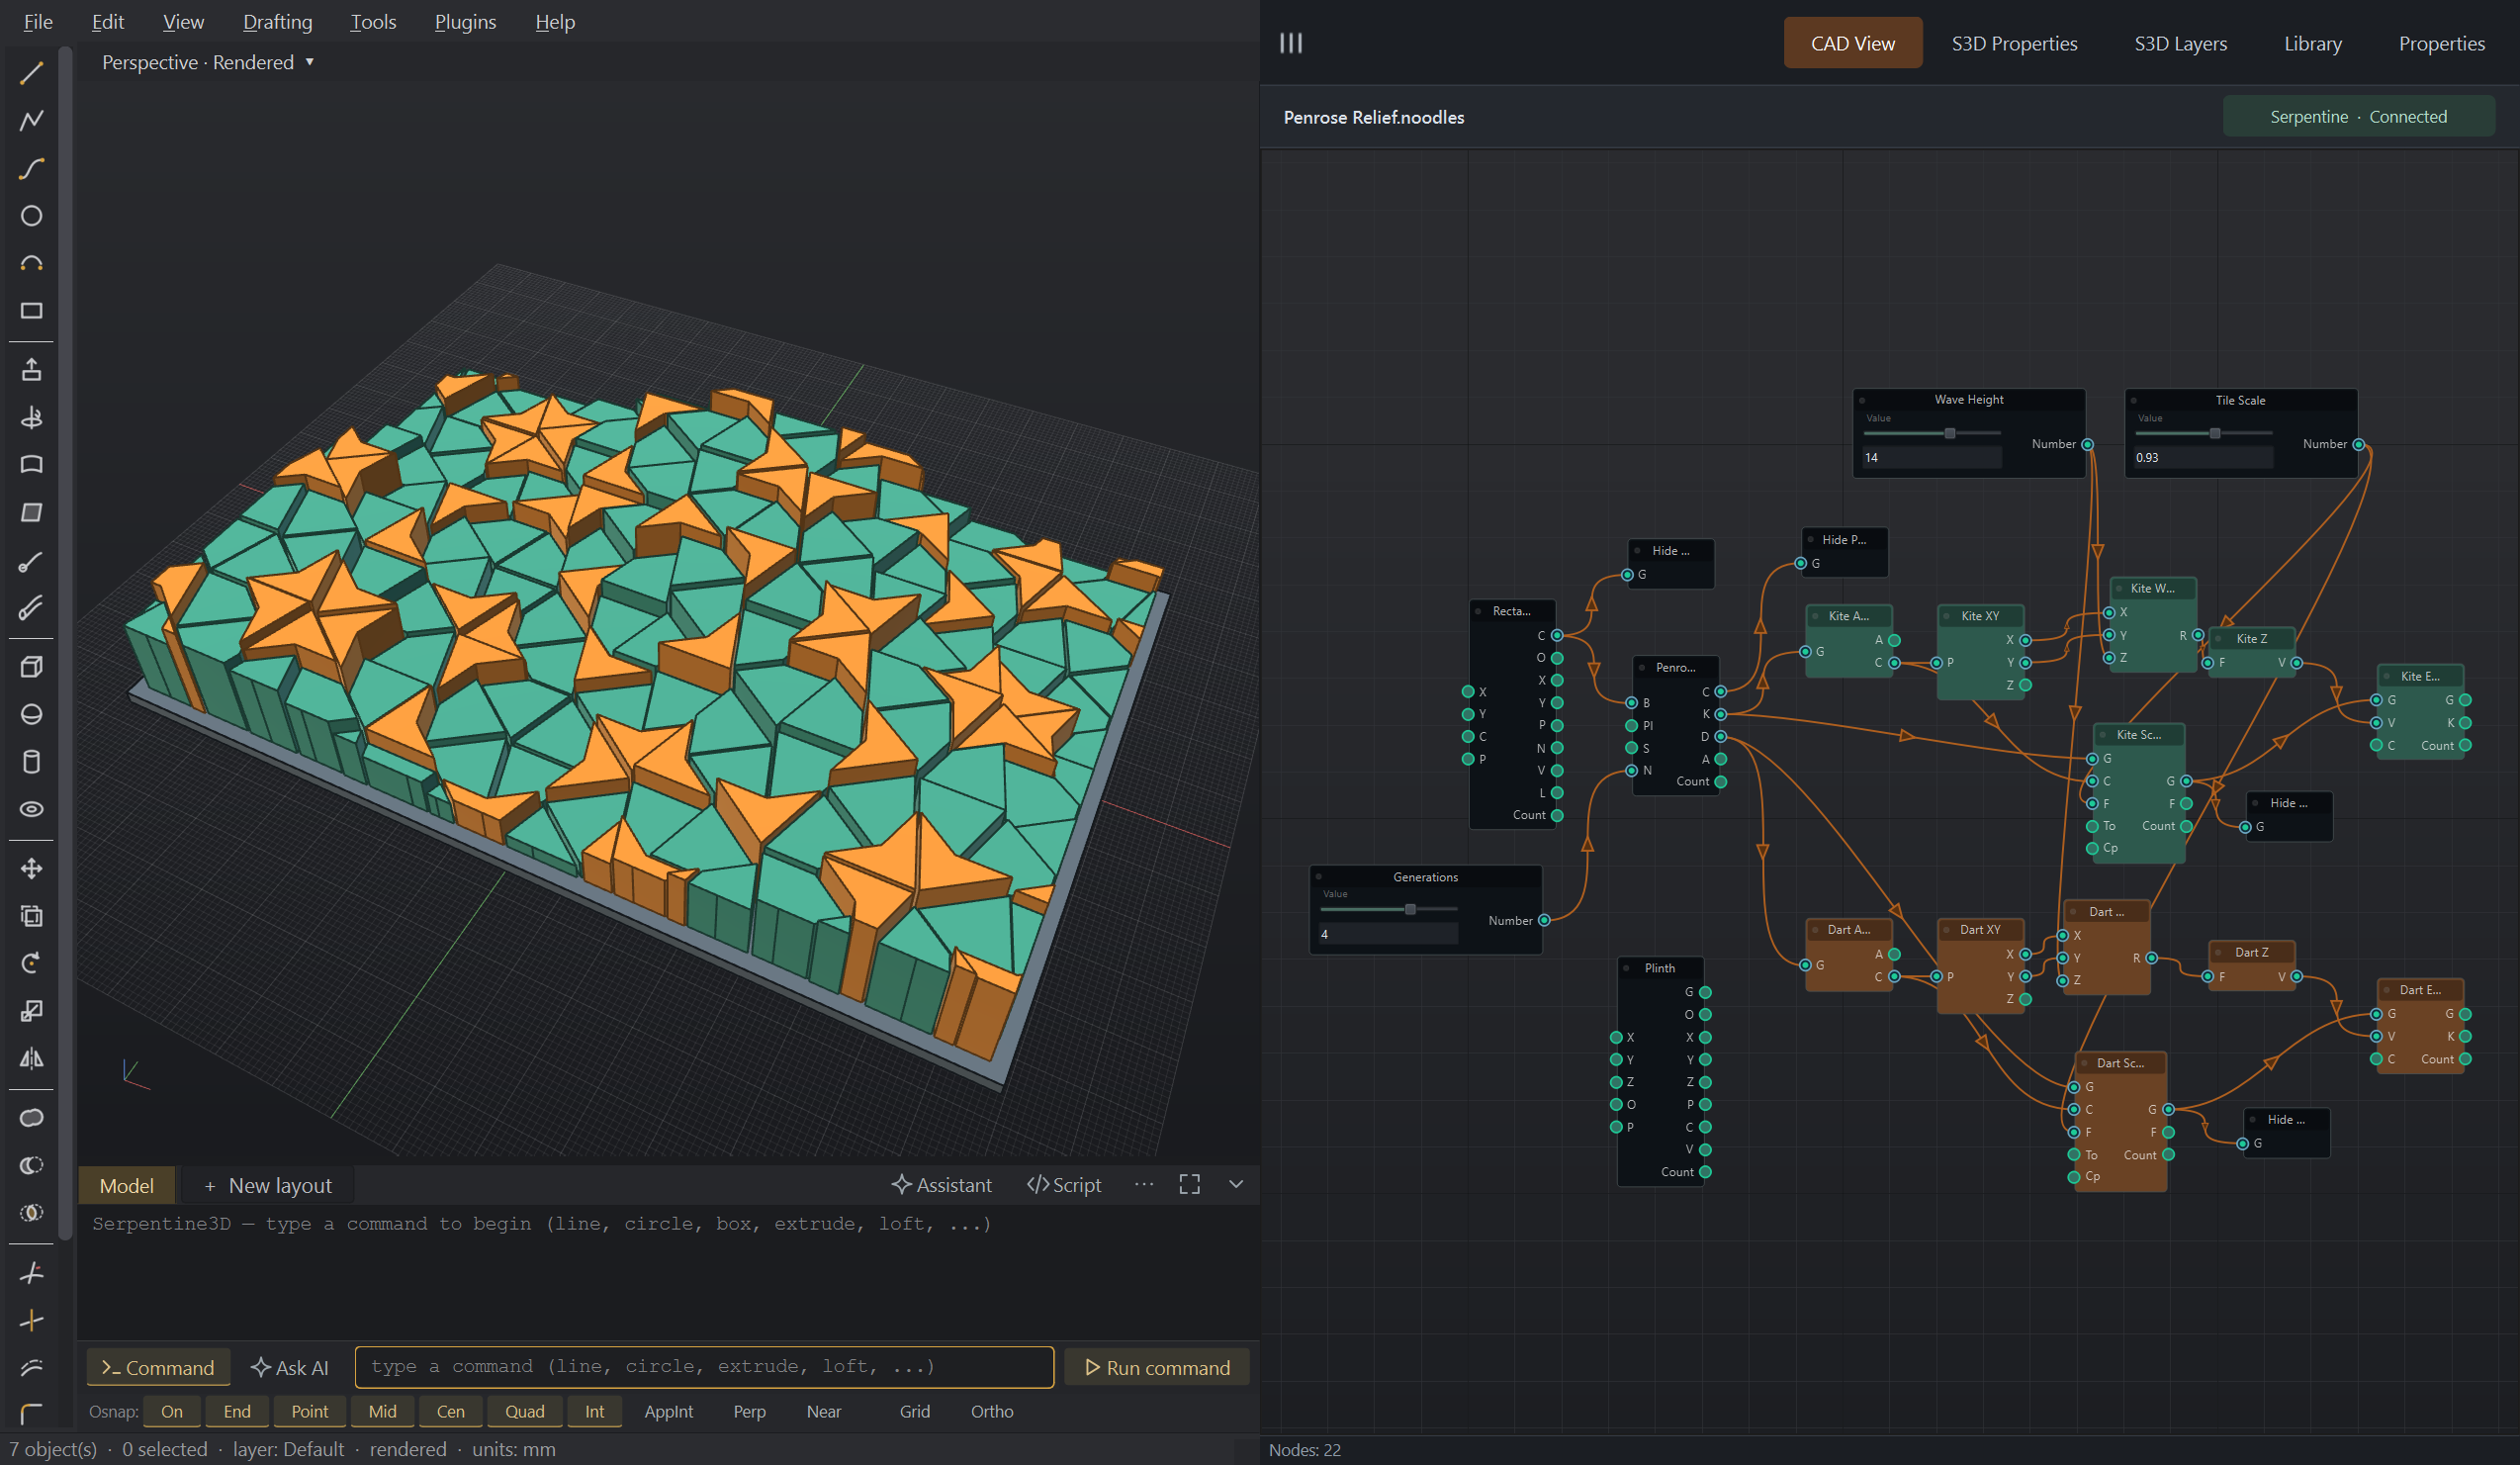 File Edit View Drafting Tools Plugins Help
Perspective · Rendered ▼
CAD View S3D Properties S3D Layers Library Properties
Penrose Relief.noodles
Serpentine · Connected
Wave Height
Value
14
Number
Tile Scale
Value
0.93
Number
Hide ...
G
Hide P...
G
Recta...
C
O
X
X Y
Y P
C N
P V
L
Count
Penro...
B C
PI K
S D
N A
Count
Generations
Value
4
Number
Plinth
G
O
X X
Y Y
Z Z
O P
P C
V
Count
Kite A...
A
G
C
Kite XY
X
P Y
Z
Kite W...
X
Y R
Z
Kite Z
F V
Kite E...
G G
V K
C Count
Kite Sc...
G
C G
F F
To Count
Cp
Hide ...
G
Dart A...
A
G
C
Dart XY
X
P Y
Z
Dart ...
X
Y R
Z
Dart Z
F V
Dart E...
G G
V K
C Count
Dart Sc...
G
C G
F F
To Count
Cp
Hide ...
G
Model + New layout Assistant </> Script ...
Serpentine3D — type a command to begin (line, circle, box, extrude, loft, ...)
>_ Command Ask AI type a command (line, circle, extrude, loft, ...) Run command
Osnap: On End Point Mid Cen Quad Int AppInt Perp Near Grid Ortho
7 object(s) · 0 selected · layer: Default · rendered · units: mm
Nodes: 22